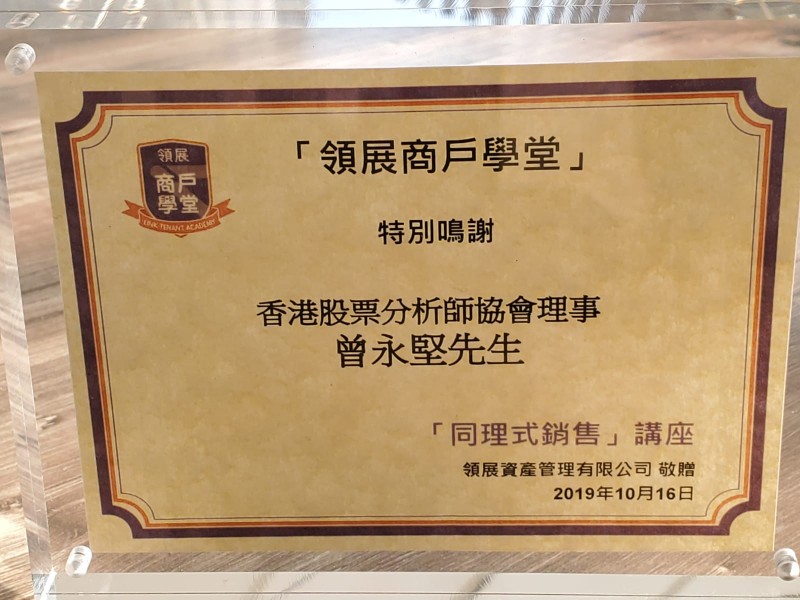 領展
商戶
學堂
LINK TENANT ACADEMY
「領展商戶學堂」
特別鳴謝
香港股票分析師協會理事
曾永堅先生
「同理式銷售」講座
領展資產管理有限公司 敬贈
2019年10月16日